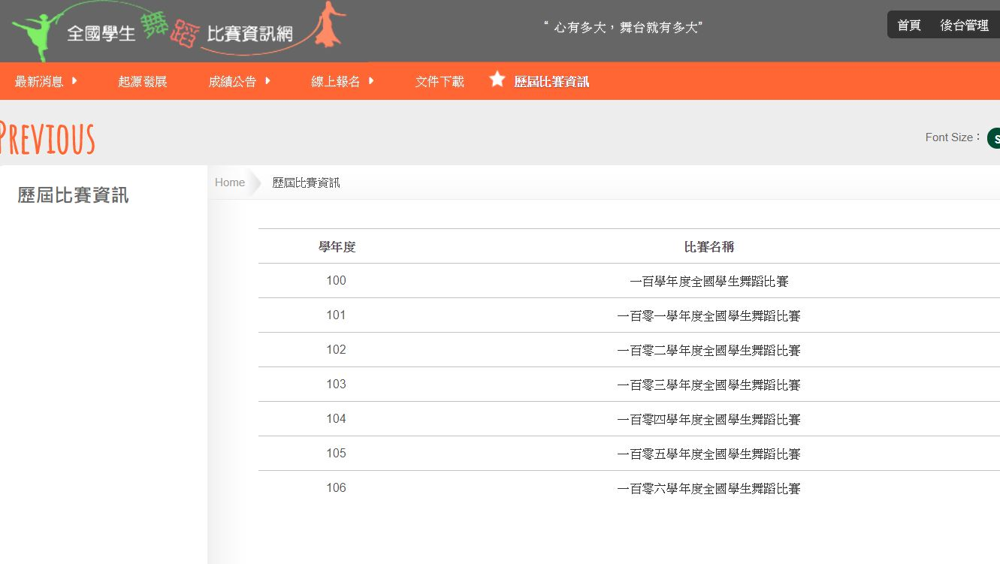 全國學生舞蹈比賽資訊網
“ 心有多大，舞台就有多大”
首頁 後台管理
最新消息 起源發展 成績公告 線上報名 文件下載 歷屆比賽資訊
PREVIOUS
Font Size： S
歷屆比賽資訊
Home 歷屆比賽資訊
學年度 比賽名稱
100 一百學年度全國學生舞蹈比賽
101 一百零一學年度全國學生舞蹈比賽
102 一百零二學年度全國學生舞蹈比賽
103 一百零三學年度全國學生舞蹈比賽
104 一百零四學年度全國學生舞蹈比賽
105 一百零五學年度全國學生舞蹈比賽
106 一百零六學年度全國學生舞蹈比賽